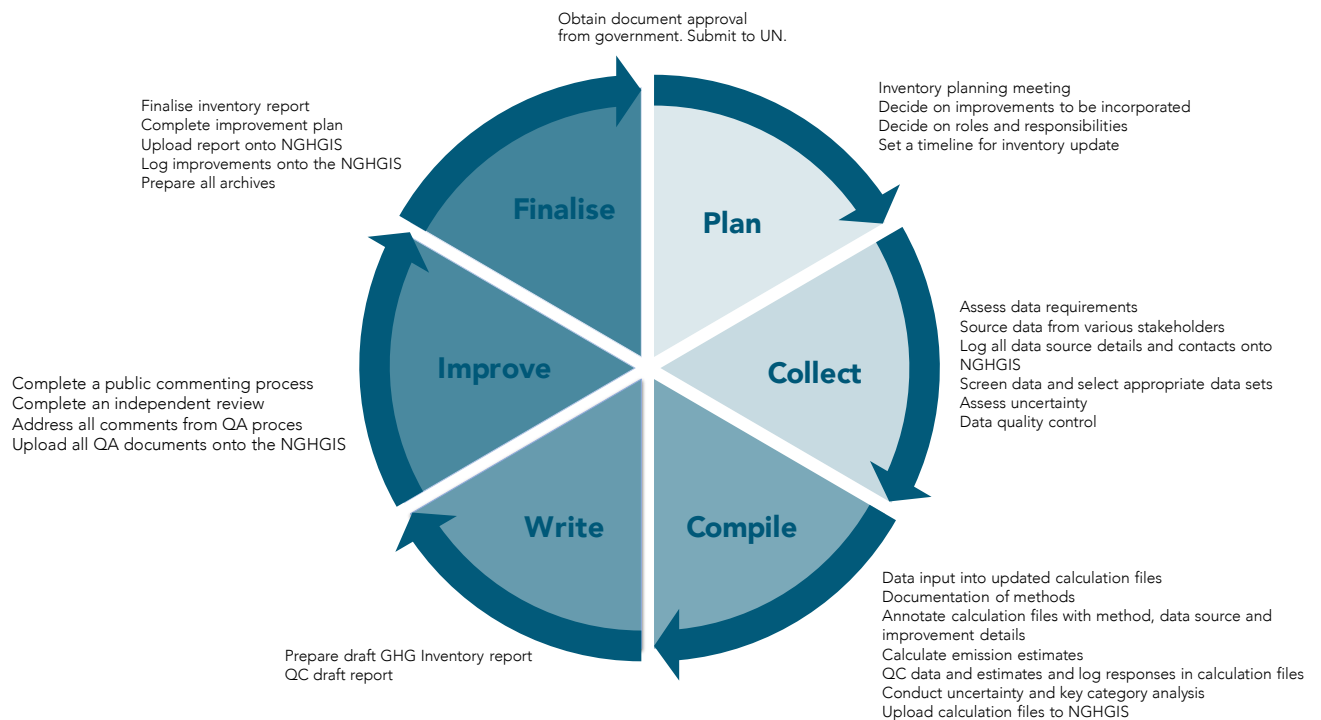 Obtain document approval
from government. Submit to UN.
Inventory planning meeting
Decide on improvements to be incorporated
Decide on roles and responsibilities
Set a timeline for inventory update
Plan
Assess data requirements
Source data from various stakeholders
Log all data source details and contacts onto
NGHGIS
Screen data and select appropriate data sets
Assess uncertainty
Data quality control
Collect
Data input into updated calculation files
Documentation of methods
Annotate calculation files with method, data source and
improvement details
Calculate emission estimates
QC data and estimates and log responses in calculation files
Conduct uncertainty and key category analysis
Upload calculation files to NGHGIS
Compile
Prepare draft GHG Inventory report
QC draft report
Write
Complete a public commenting process
Complete an independent review
Address all comments from QA proces
Upload all QA documents onto the NGHGIS
Improve
Finalise inventory report
Complete improvement plan
Upload report onto NGHGIS
Log improvements onto the NGHGIS
Prepare all archives
Finalise